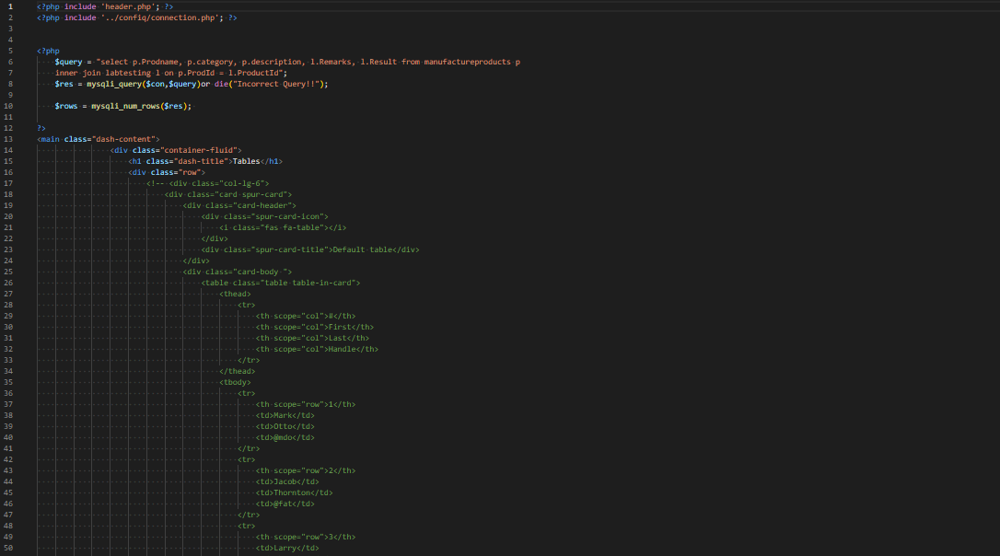 1 <?php include 'header.php'; ?>
2 <?php include '../config/connection.php'; ?>
3
4
5 <?php
6 $query = "select p.Prodname, p.category, p.description, l.Remarks, l.Result from manufactureproducts p
7 inner join labtesting l on p.ProdId = l.ProductId";
8 $res = mysqli_query($con,$query)or die("Incorrect Query!!");
9
10 $rows = mysqli_num_rows($res);
11
12 ?>
13 <main class="dash-content">
14 <div class="container-fluid">
15 <h1 class="dash-title">Tables</h1>
16 <div class="row">
17 <!-- <div class="col-lg-6">
18 <div class="card spur-card">
19 <div class="card-header">
20 <div class="spur-card-icon">
21 <i class="fas fa-table"></i>
22 </div>
23 <div class="spur-card-title">Default table</div>
24 </div>
25 <div class="card-body ">
26 <table class="table table-in-card">
27 <thead>
28 <tr>
29 <th scope="col">#</th>
30 <th scope="col">First</th>
31 <th scope="col">Last</th>
32 <th scope="col">Handle</th>
33 </tr>
34 </thead>
35 <tbody>
36 <tr>
37 <th scope="row">1</th>
38 <td>Mark</td>
39 <td>Otto</td>
40 <td>@mdo</td>
41 </tr>
42 <tr>
43 <th scope="row">2</th>
44 <td>Jacob</td>
45 <td>Thornton</td>
46 <td>@fat</td>
47 </tr>
48 <tr>
49 <th scope="row">3</th>
50 <td>Larry</td>